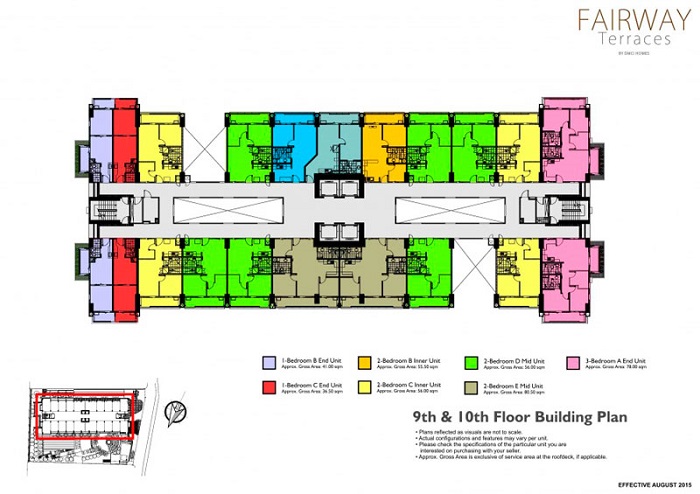 FAIRWAY
Terraces
BY DMCI HOMES
1-Bedroom B End Unit
Approx. Gross Area: 41.00 sqm
2-Bedroom B Inner Unit
Approx. Gross Area: 55.50 sqm
2-Bedroom D Mid Unit
Approx. Gross Area: 56.00 sqm
3-Bedroom A End Unit
Approx. Gross Area: 78.00 sqm
1-Bedroom C End Unit
Approx. Gross Area: 36.50 sqm
2-Bedroom C Inner Unit
Approx. Gross Area: 56.00 sqm
2-Bedroom E Mid Unit
Approx. Gross Area: 80.50 sqm
9th & 10th Floor Building Plan
• Plans reflected as visuals are not to scale.
• Actual configurations and features may vary per unit.
• Please check the specifications of the particular unit you are
interested on purchasing with your seller.
• Approx. Gross Area is exclusive of service area at the roofdeck, if applicable.
EFFECTIVE AUGUST 2015